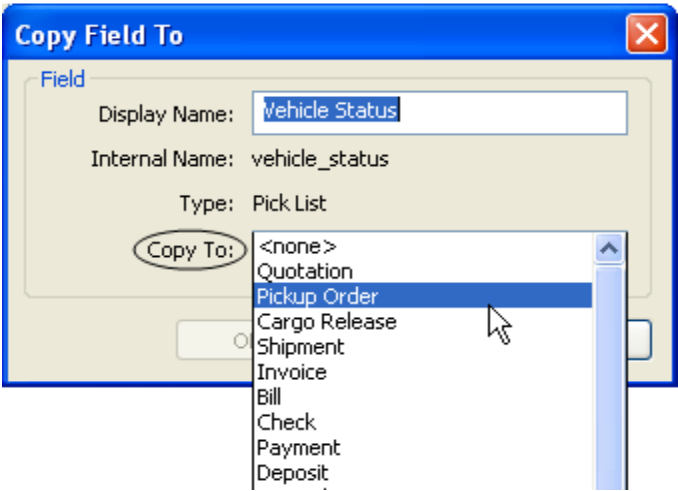 Copy Field To
Field
Display Name: Vehicle Status
Internal Name: vehicle_status
Type: Pick List
Copy To: <none>
Quotation
Pickup Order
Cargo Release
Shipment
Invoice
Bill
Check
Payment
Deposit